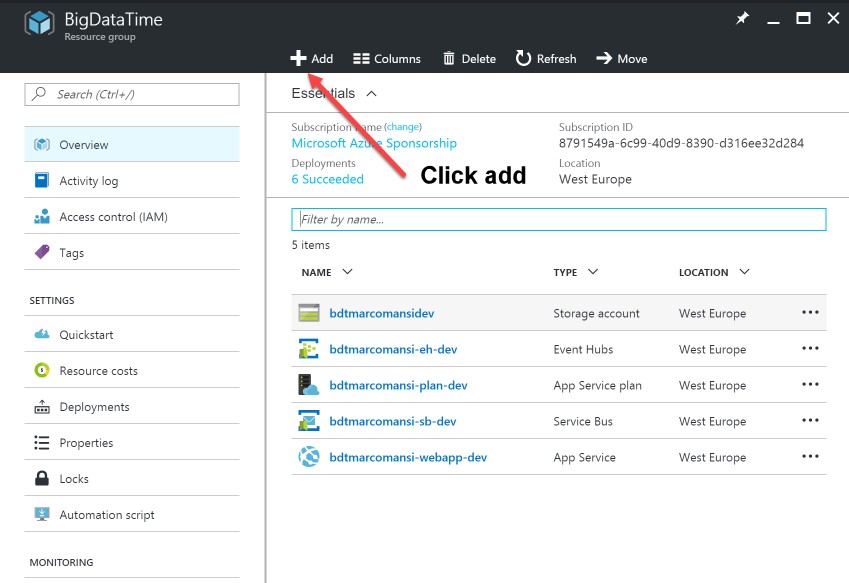 BigDataTime
Resource group
Add Columns Delete Refresh Move
Search (Ctrl+/)
Overview
Activity log
Access control (IAM)
Tags
SETTINGS
Quickstart
Resource costs
Deployments
Properties
Locks
Automation script
MONITORING
Essentials
Subscription name (change)
Microsoft Azure Sponsorship
Deployments
6 Succeeded
Subscription ID
8791549a-6c99-40d9-8390-d316ee32d284
Location
West Europe
Click add
Filter by name...
5 items
NAME TYPE LOCATION
bdtmarcomansidev Storage account West Europe
bdtmarcomansi-eh-dev Event Hubs West Europe
bdtmarcomansi-plan-dev App Service plan West Europe
bdtmarcomansi-sb-dev Service Bus West Europe
bdtmarcomansi-webapp-dev App Service West Europe